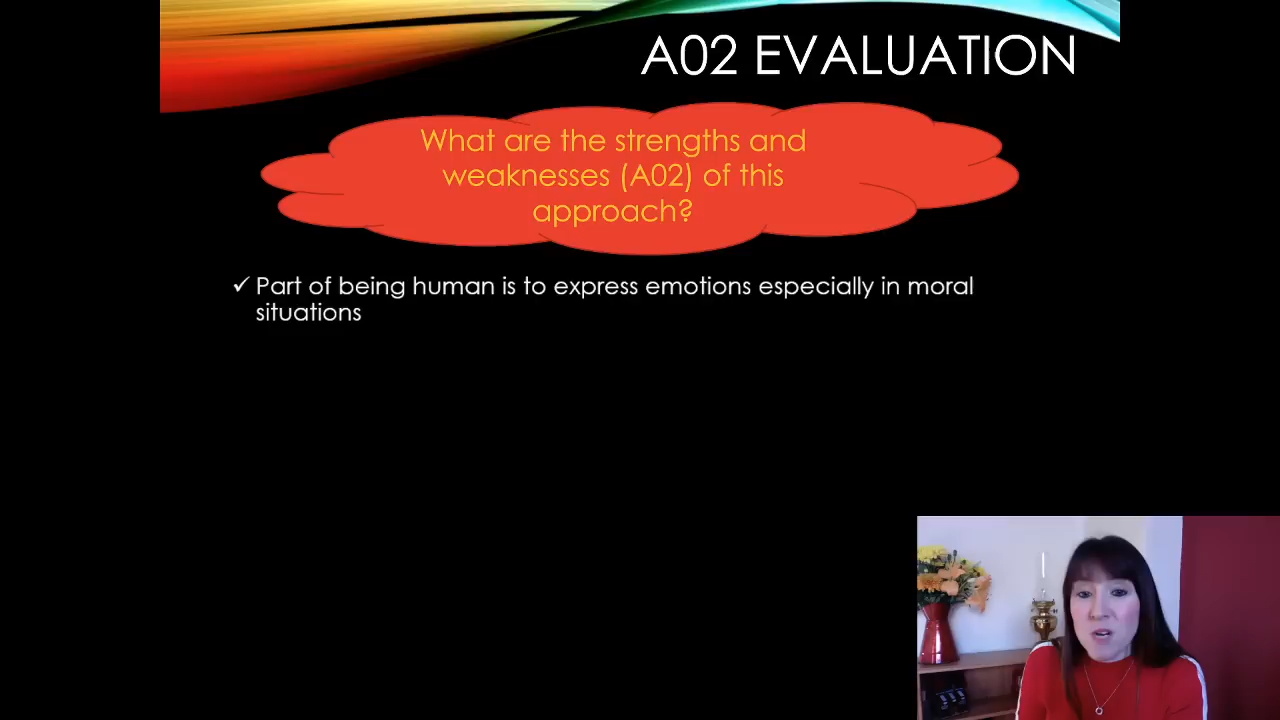 A02 EVALUATION
What are the strengths and
weaknesses (A02) of this
approach?
✓ Part of being human is to express emotions especially in moral
situations